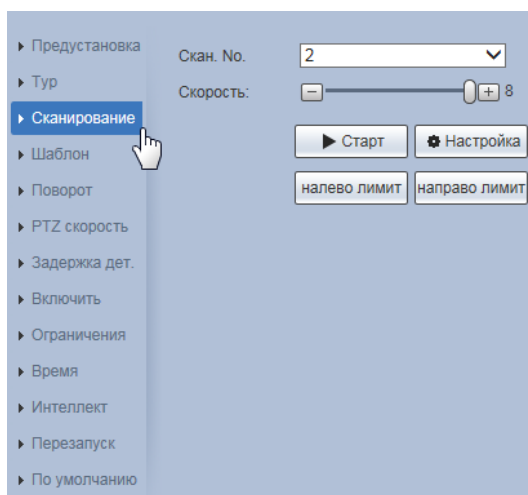 Предустановка
Тур
Сканирование
Шаблон
Поворот
PTZ скорость
Задержка дет.
Включить
Ограничения
Время
Интеллект
Перезапуск
По умолчанию
Скан. No. 2
Скорость: 8
Старт Настройка
налево лимит направо лимит